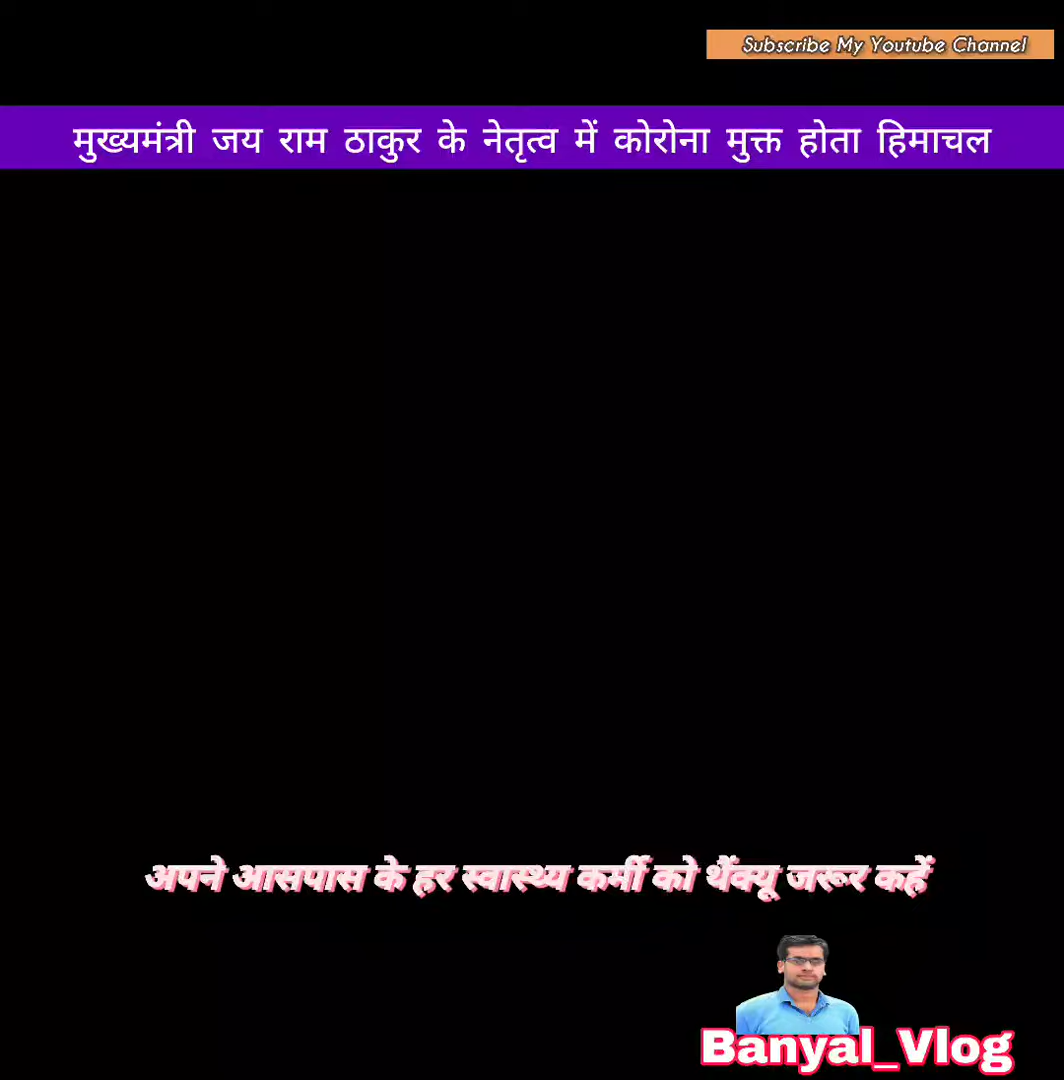 Subscribe My Youtube Channel
मुख्यमंत्री जय राम ठाकुर के नेतृत्व में कोरोना मुक्त होता हिमाचल
अपने आसपास के हर स्वास्थ्य कर्मी को थैंक्यू जरूर कहें
Banyal_Vlog